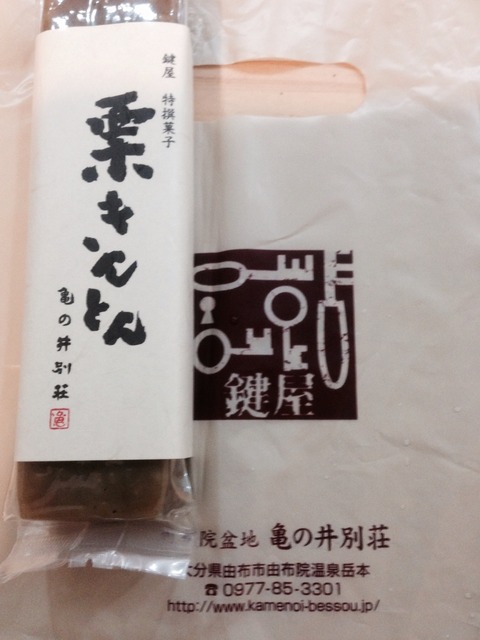 鍵屋 特撰菓子
栗きんとん
亀の井別荘
鍵屋
院盆地 亀の井別荘
大分県由布市由布院温泉岳本
☎0977-85-3301
http://www.kamenoi-bessou.jp/